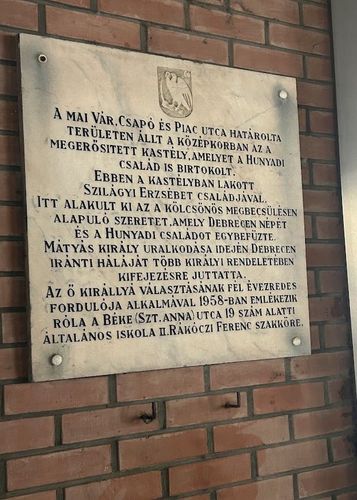 A MAI VÁR, CSAPÓ ÉS PIAC UTCA HATÁROLTA
TERÜLETEN ÁLLT A KÖZÉPKORBAN AZ A
MEGERŐSITETT KASTÉLY, AMELYET A HUNYADI
CSALÁD IS BIRTOKOLT.
EBBEN A KASTÉLYBAN LAKOTT
SZILÁGYI ERZSÉBET CSALÁDJÁVAL.
ITT ALAKULT KI AZ A KÖLCSÖNÖS MEGBECSÜLÉSEN
ALAPULÓ SZERETET, AMELY DEBRECEN NÉPÉT
ÉS A HUNYADI CSALÁDOT EGYBEFŰZTE.
MÁTYÁS KIRÁLY URALKODÁSA IDEJÉN DEBRECEN
IRÁNTI HÁLÁJÁT TÖBB KIRÁLYI RENDELETÉBEN
KIFEJEZÉSRE JUTTATTA.
AZ Ő KIRÁLLYÁ VÁLASZTÁSÁNAK FÉL ÉVEZREDES
FORDULÓJA ALKALMÁVAL 1958-BAN EMLÉKEZIK
RÓLA A BÉKE (SZT. ANNA) UTCA 19 SZÁM ALATTI
ÁLTALÁNOS ISKOLA II. RÁKÓCZI FERENC SZAKKÖRE.